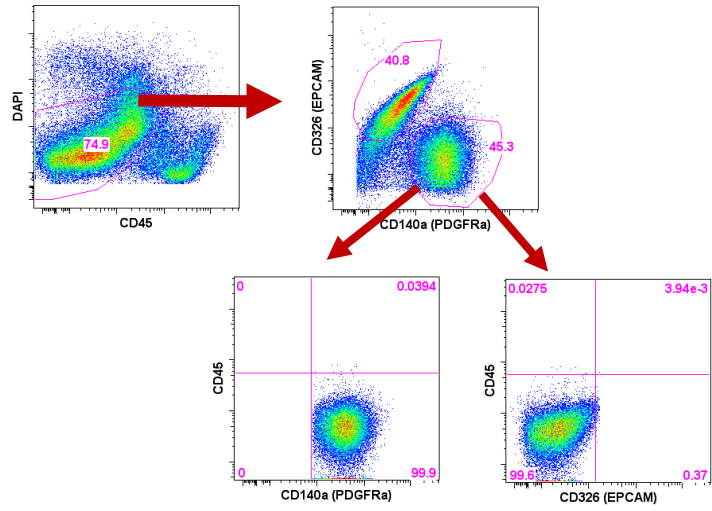 DAPI
74.9
CD45
CD326 (EPCAM)
40.8
45.3
CD140a (PDGFRa)
CD45
0
0.0394
0
99.9
CD140a (PDGFRa)
CD45
0.0275
3.94e-3
99.6
0.37
CD326 (EPCAM)